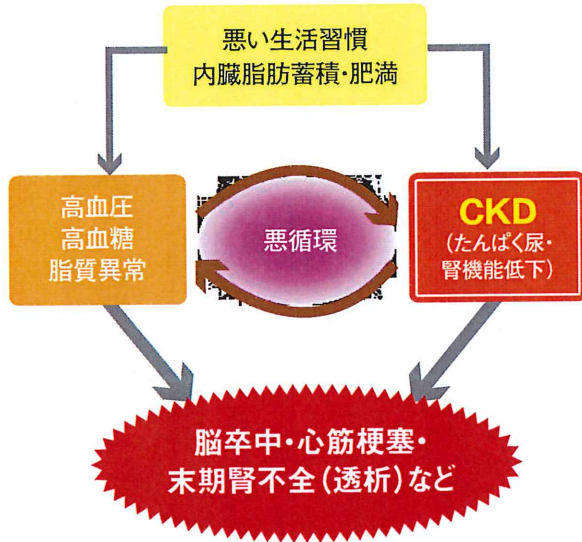 悪い生活習慣
内臓脂肪蓄積・肥満
高血圧
高血糖
脂質異常
悪循環
CKD
(たんぱく尿・
腎機能低下)
脳卒中・心筋梗塞・
末期腎不全(透析)など